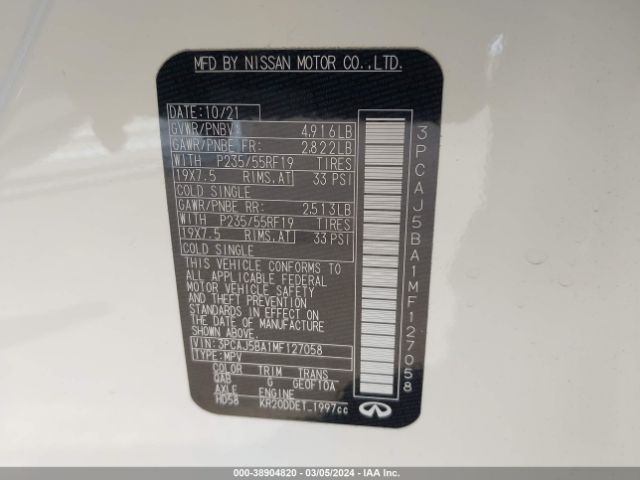 MFD BY NISSAN MOTOR CO.,LTD.
DATE:10/21
GVWR/PNBV 4,916LB
GAWR/PNBE FR: 2,822LB
WITH P235/55RF19 TIRES
19X7.5 RIMS.AT 33 PSI
COLD SINGLE
GAWR/PNBE RR: 2,513LB
WITH P235/55RF19 TIRES
19X7.5 RIMS.AT 33 PSI
COLD SINGLE
THIS VEHICLE CONFORMS TO
ALL APPLICABLE FEDERAL
MOTOR VEHICLE SAFETY
AND THEFT PREVENTION
STANDARDS IN EFFECT ON
THE DATE OF MANUFACTURE
SHOWN ABOVE.
VIN: 3PCAJ5BA1MF127058
TYPE:MPV
COLOR TRIM TRANS
QAB G GE0F10A
AXLE ENGINE
HD58 KR20DDET 1997cc
3PCAJ5BA1MF127058
INFINITI
000-38904820 - 03/05/2024 - IAA Inc.